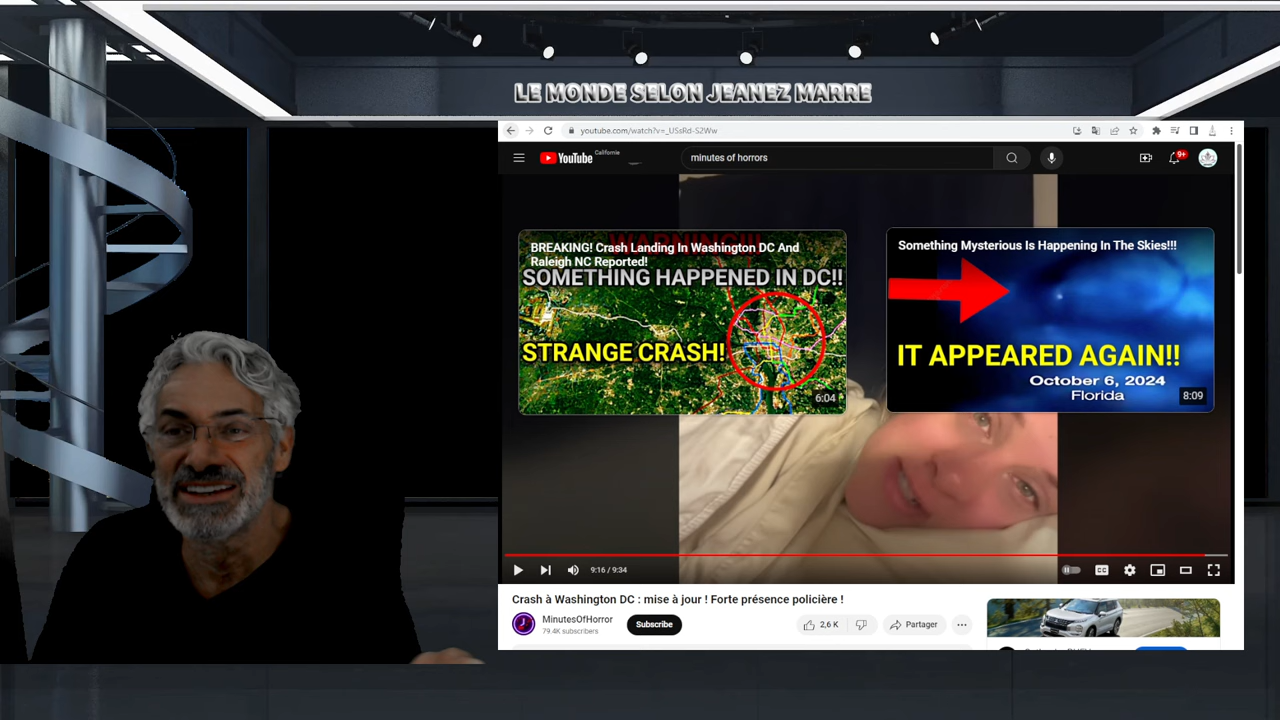 LE MONDE SELON JEANEZ MARRE
youtube.com/watch?v=_USsRd-S2Ww
YouTube
Californie
minutes of horrors
9+
BREAKING! Crash Landing In Washington DC And
Raleigh NC Reported!
WARNING!!!
SOMETHING HAPPENED IN DC!!
STRANGE CRASH!
6:04
Something Mysterious Is Happening In The Skies!!!
IT APPEARED AGAIN!!
October 6, 2024
Florida
8:09
9:16 / 9:34
CC
Crash à Washington DC : mise à jour ! Forte présence policière !
MinutesOfHorror
79.4K subscribers
Subscribe
2,6 K
Partager